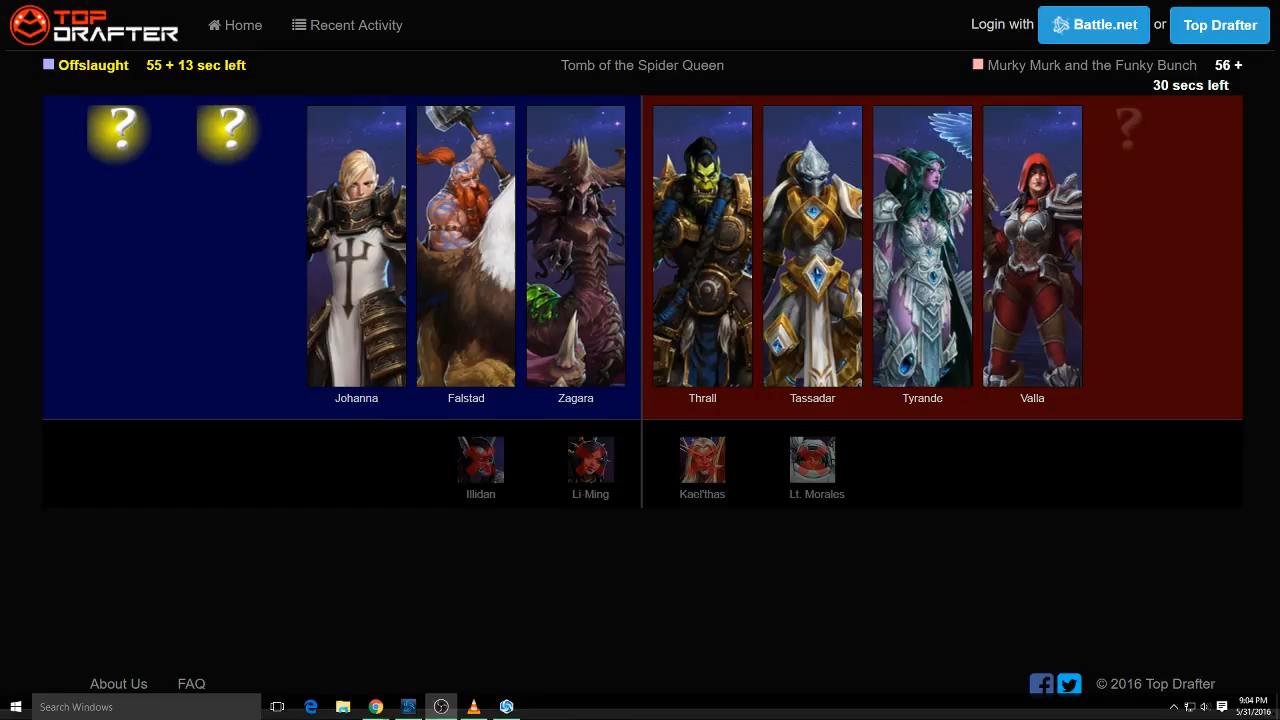 TOP DRAFTER
Home
Recent Activity
Login with
Battle.net
or
Top Drafter
Offslaught
55 + 13 sec left
Tomb of the Spider Queen
Murky Murk and the Funky Bunch
56 +
30 secs left
?
?
?
Johanna
Falstad
Zagara
Thrall
Tassadar
Tyrande
Valla
Illidan
Li-Ming
Kael'thas
Lt. Morales
About Us
FAQ
© 2016 Top Drafter
Search Windows
9:04 PM
5/31/2016